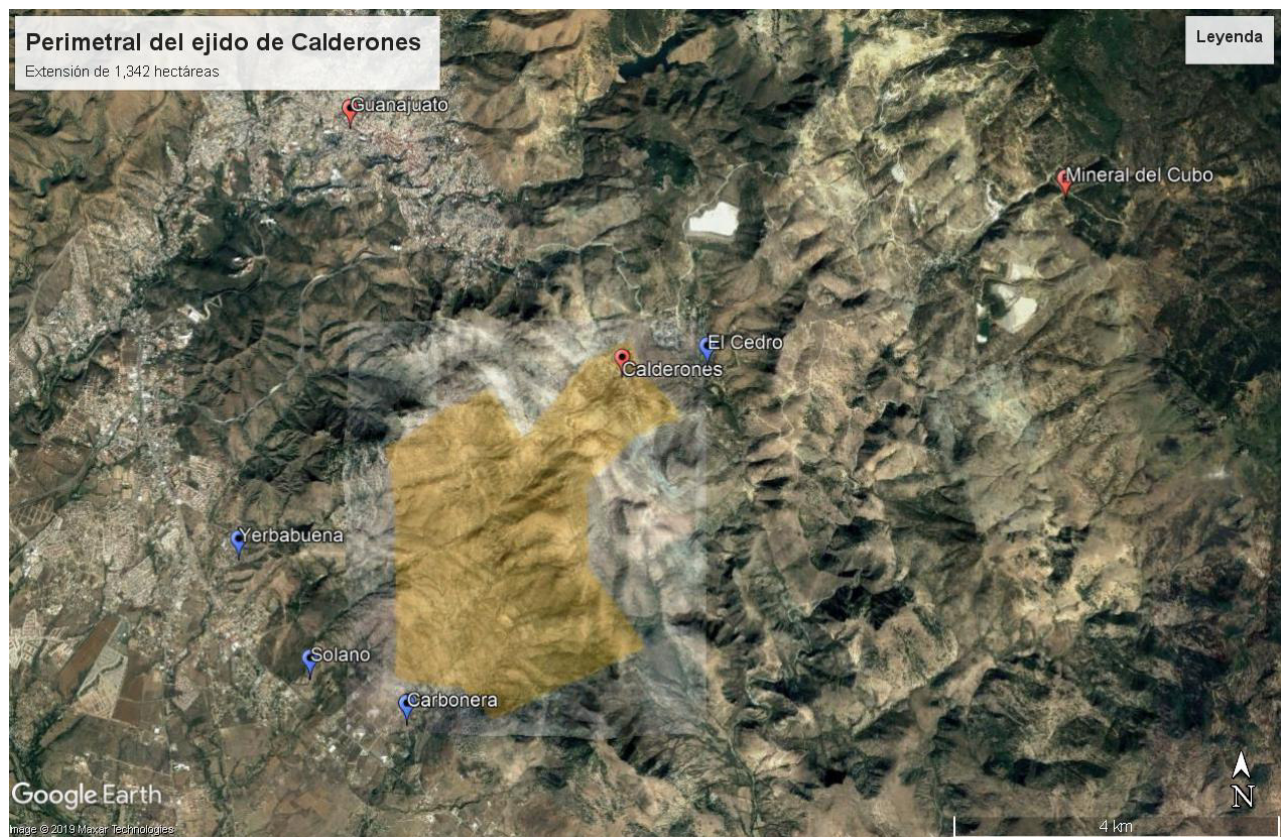 Perimetral del ejido de Calderones
Extensión de 1,342 hectáreas
Leyenda
Guanajuato
Mineral del Cubo
El Cedro
Calderones
Yerbabuena
Solano
Carbonera
Google Earth
N
Image © 2019 Maxar Technologies
4 km